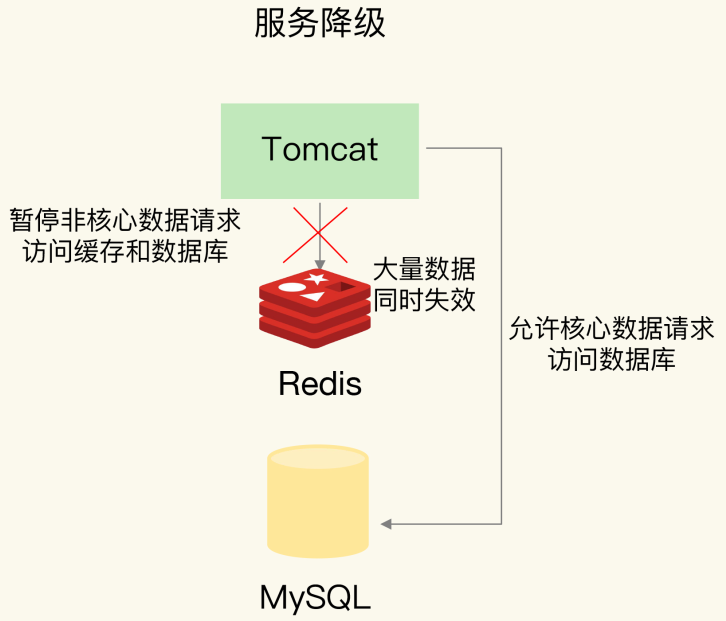 服务降级
Tomcat
暂停非核心数据请求
访问缓存和数据库
大量数据
同时失效
允许核心数据请求
访问数据库
Redis
MySQL